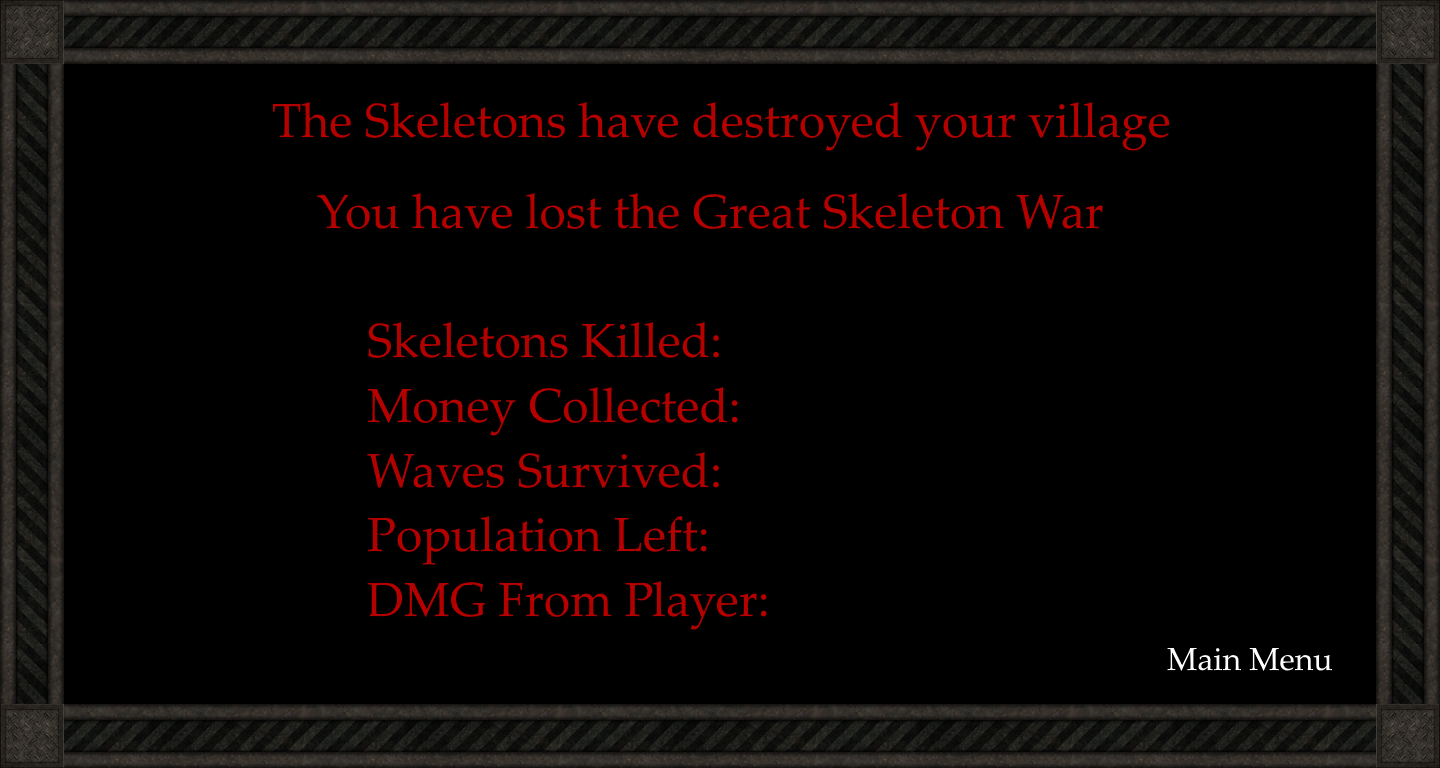 The Skeletons have destroyed your village
You have lost the Great Skeleton War
Skeletons Killed:
Money Collected:
Waves Survived:
Population Left:
DMG From Player:
Main Menu